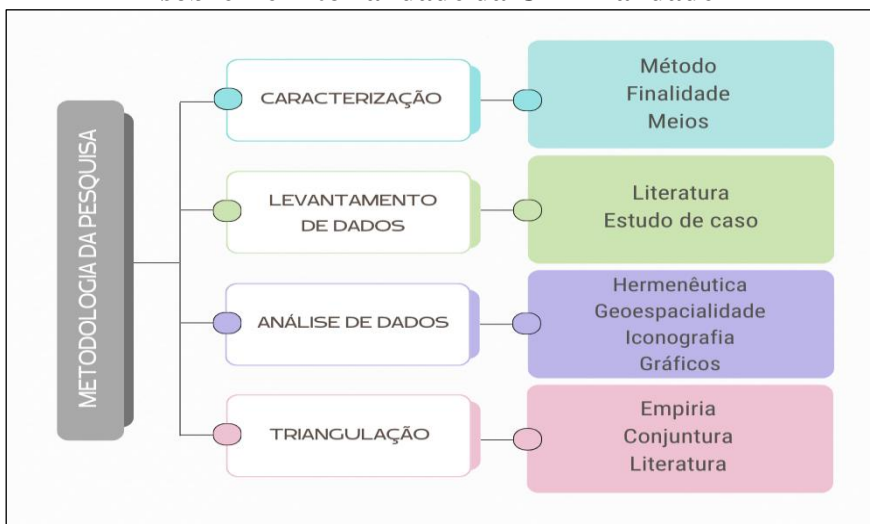 METODOLOGIA DA PESQUISA
CARACTERIZAÇÃO
Método
Finalidade
Meios
LEVANTAMENTO
DE DADOS
Literatura
Estudo de caso
ANÁLISE DE DADOS
Hermenêutica
Geoespacialidade
Iconografia
Gráficos
TRIANGULAÇÃO
Empiria
Conjuntura
Literatura